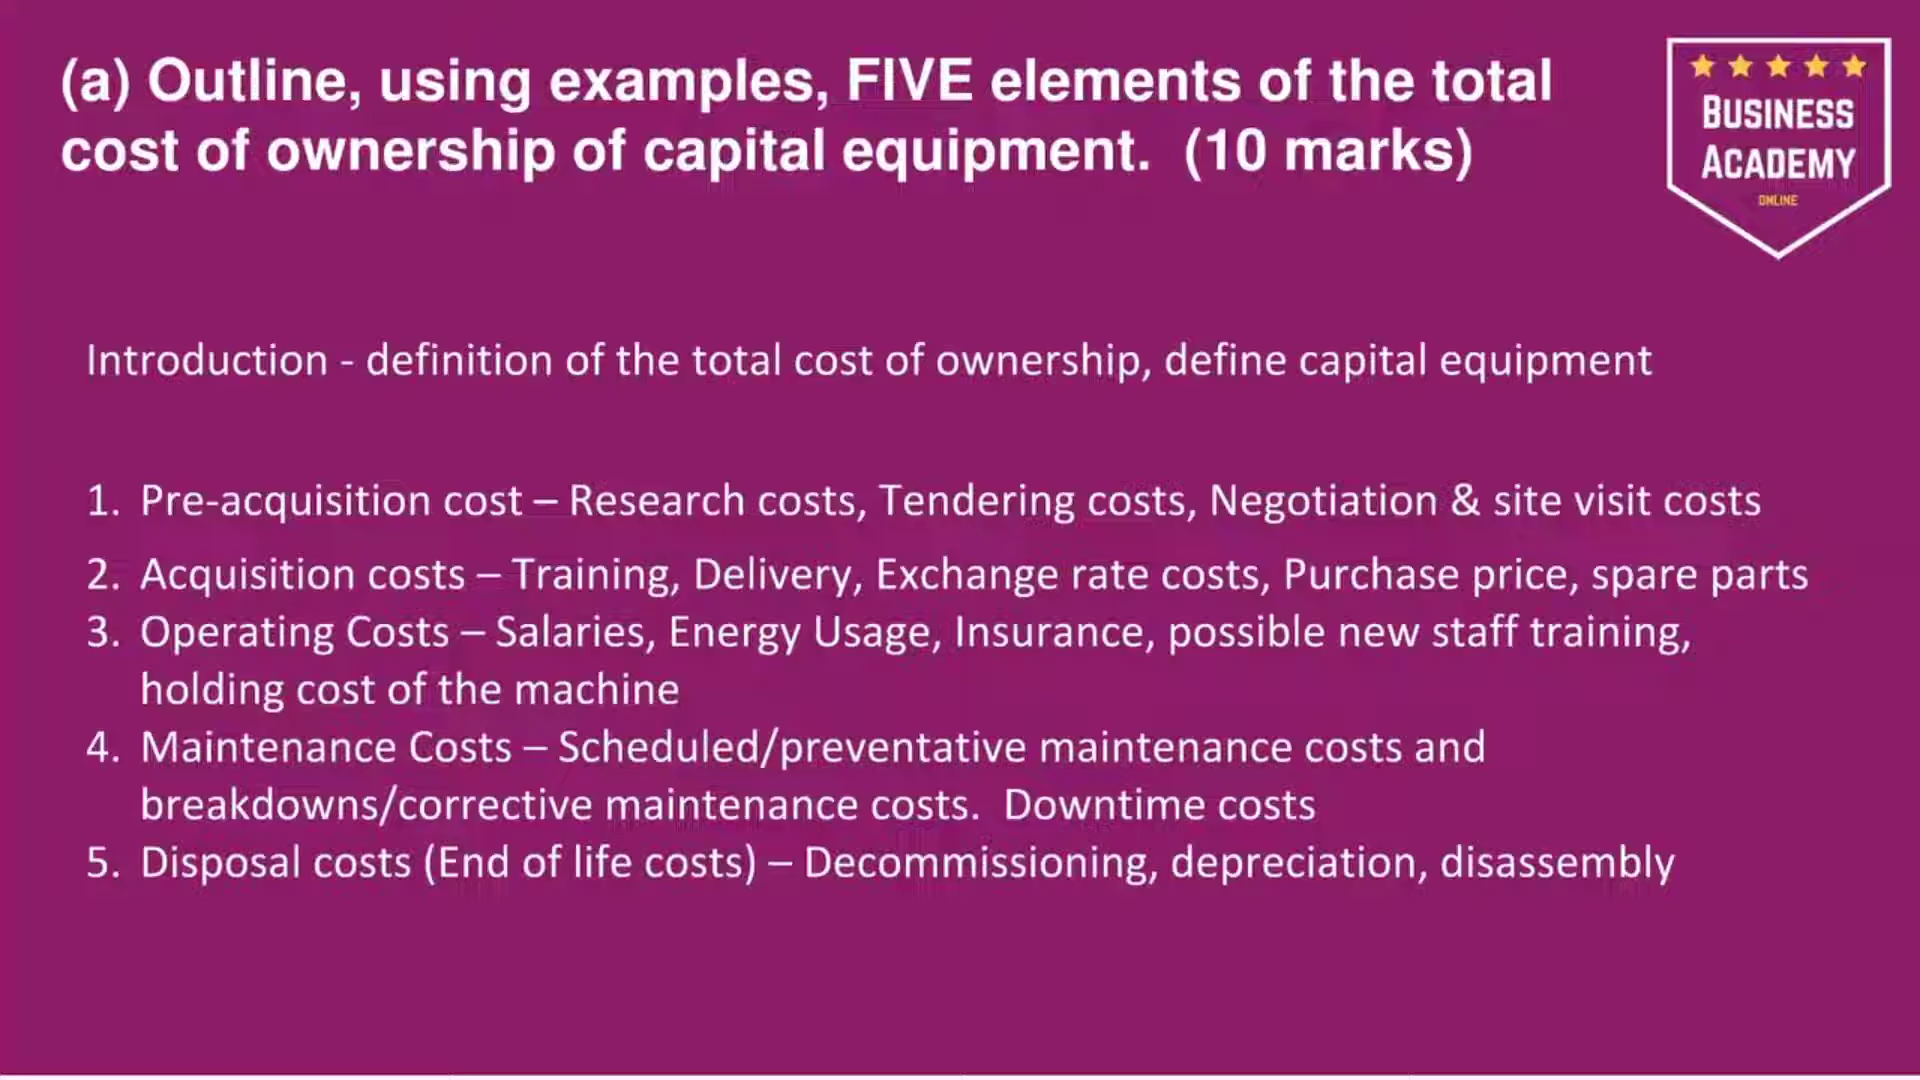 (a) Outline, using examples, FIVE elements of the total
cost of ownership of capital equipment.  (10 marks)
BUSINESS
ACADEMY
ONLINE
Introduction - definition of the total cost of ownership, define capital equipment
1. Pre-acquisition cost – Research costs, Tendering costs, Negotiation & site visit costs
2. Acquisition costs – Training, Delivery, Exchange rate costs, Purchase price, spare parts
3. Operating Costs – Salaries, Energy Usage, Insurance, possible new staff training,
holding cost of the machine
4. Maintenance Costs – Scheduled/preventative maintenance costs and
breakdowns/corrective maintenance costs.  Downtime costs
5. Disposal costs (End of life costs) – Decommissioning, depreciation, disassembly